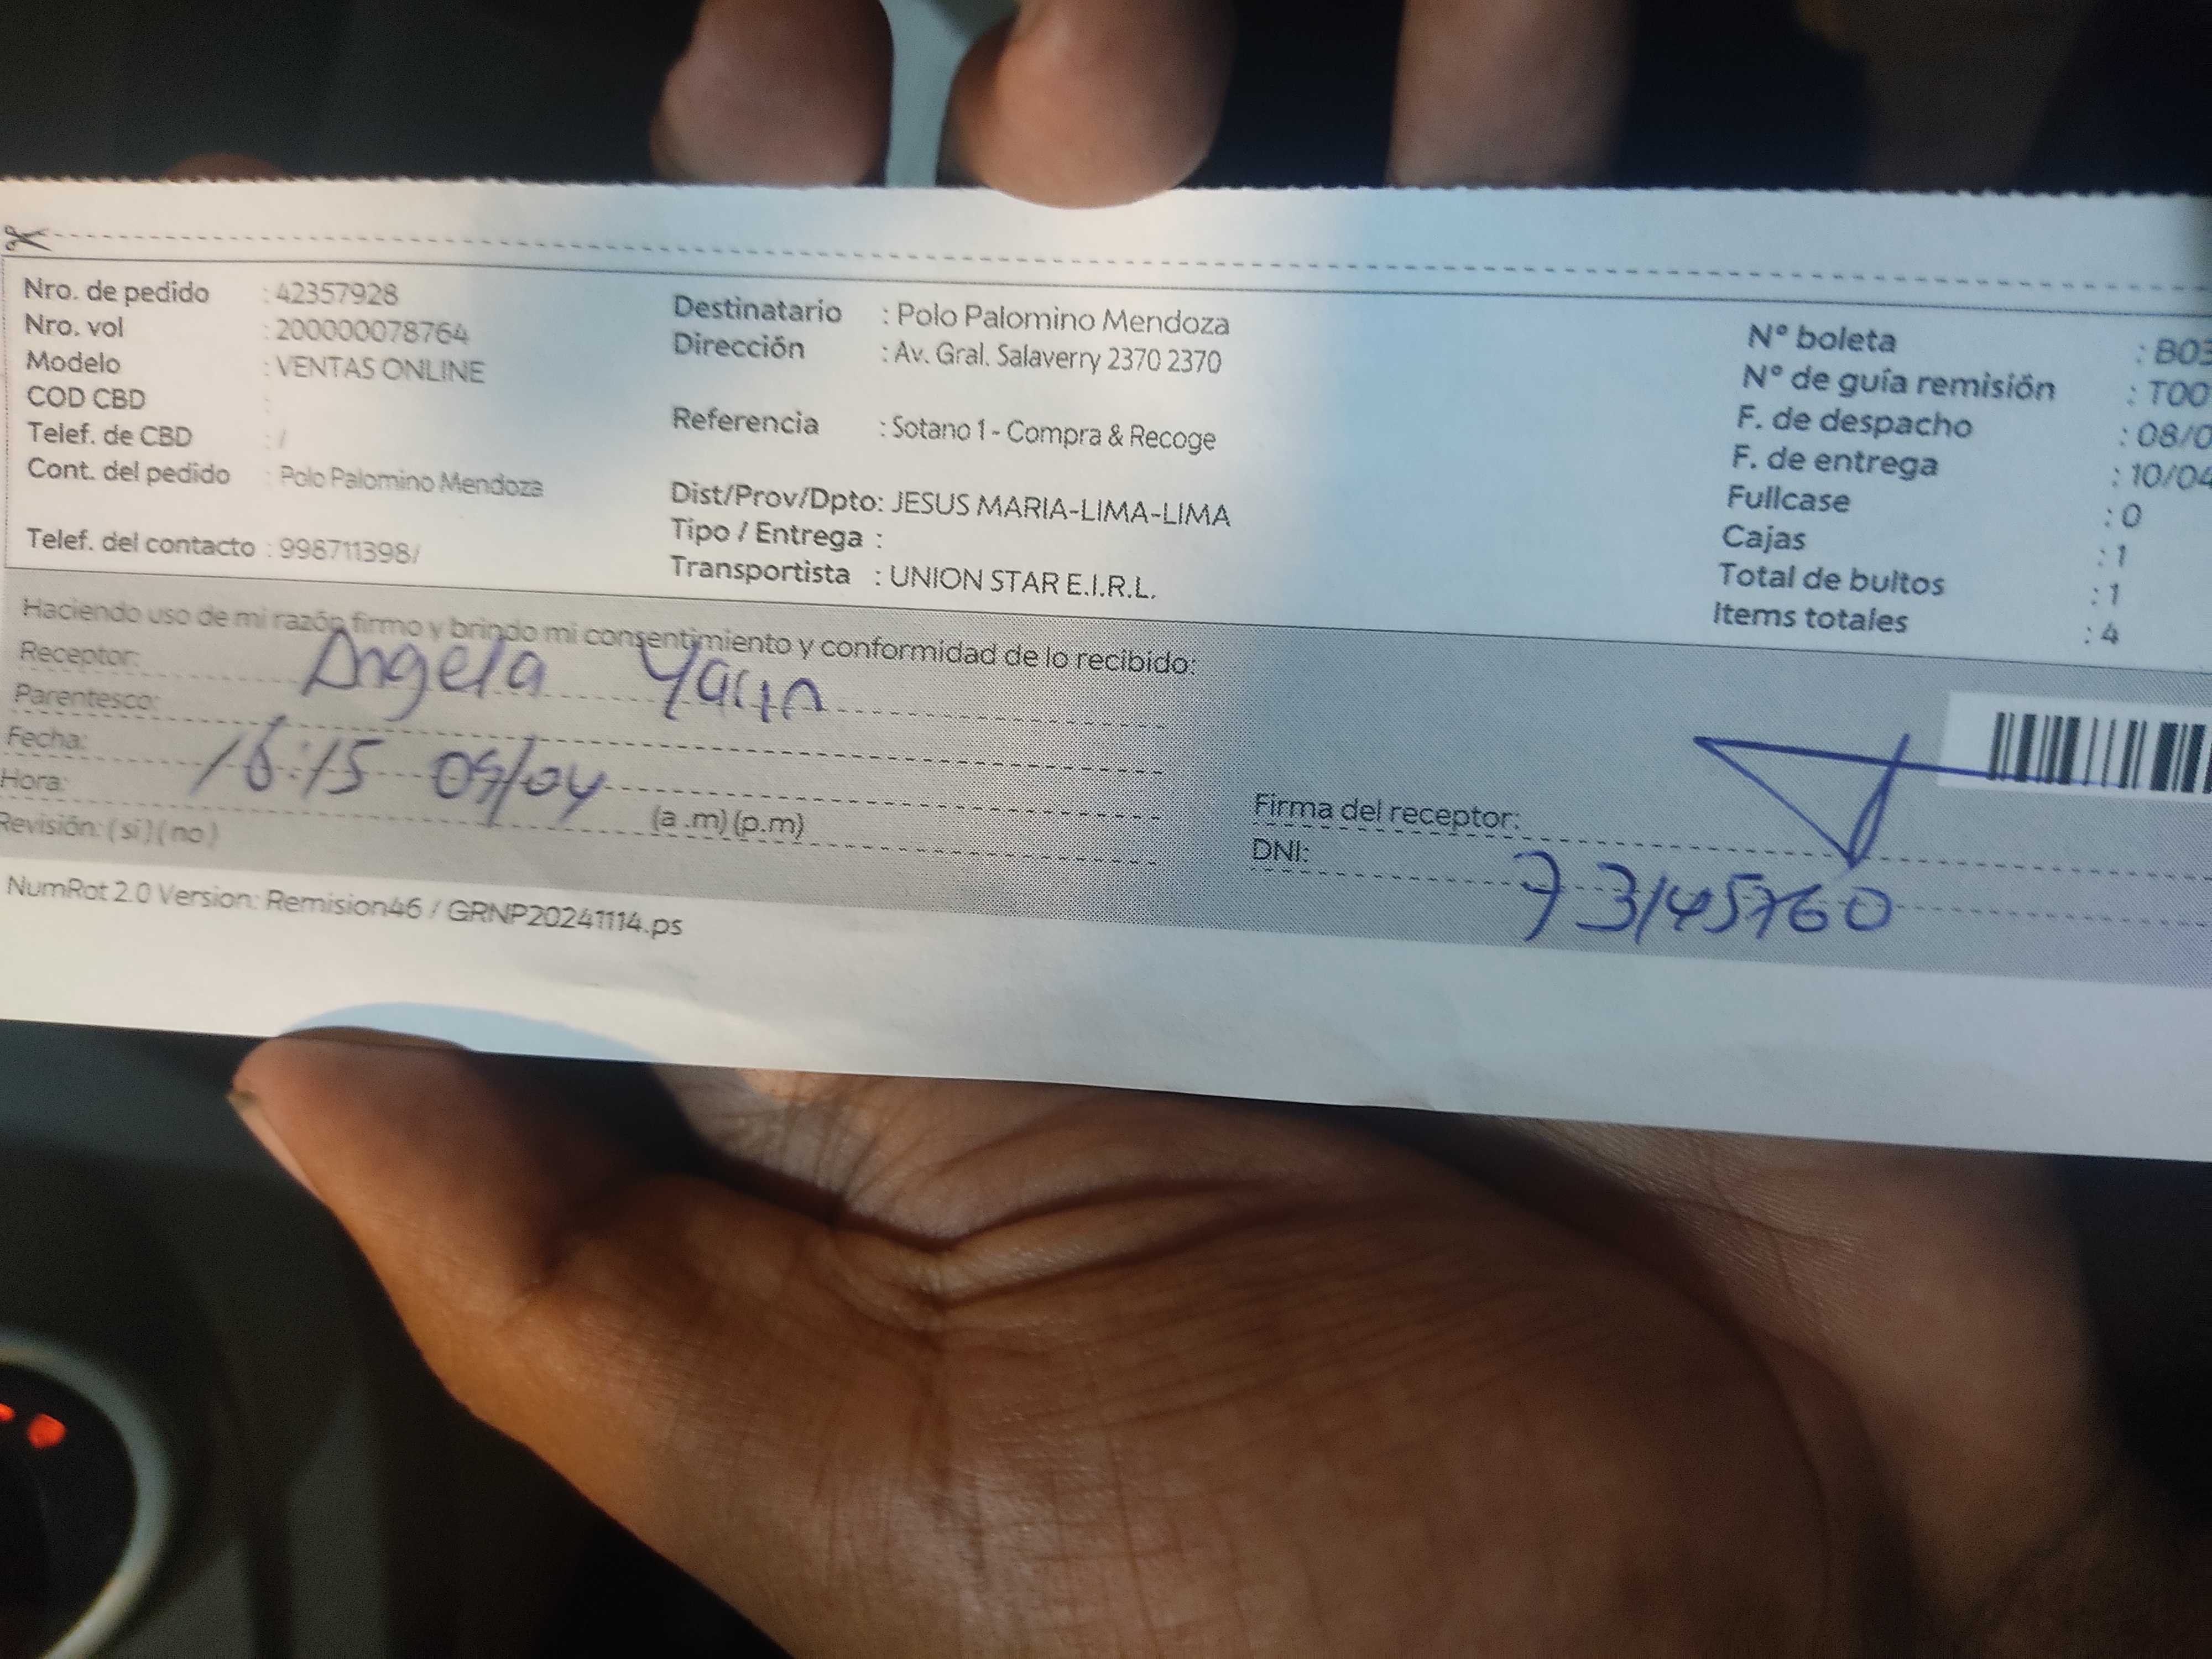 Nro. de pedido : 42357928
Nro. vol : 200000078764
Modelo : VENTAS ONLINE
COD CBD :
Telef. de CBD : /
Cont. del pedido : Polo Palomino Mendoza
Telef. del contacto : 998711398/
Destinatario : Polo Palomino Mendoza
Dirección : Av. Gral. Salaverry 2370 2370
Referencia : Sotano 1 - Compra & Recoge
Dist/Prov/Dpto: JESUS MARIA-LIMA-LIMA
Tipo / Entrega :
Transportista : UNION STAR E.I.R.L.
Nº boleta : B03
Nº de guía remisión : T00
F. de despacho : 08/0
F. de entrega : 10/04
Fullcase : 0
Cajas : 1
Total de bultos : 1
Items totales : 4
Haciendo uso de mi razón firmo y brindo mi consentimiento y conformidad de lo recibido:
Receptor: Angela
Parentesco:
Fecha: 16:15 09/04
Hora: (a .m) (p.m)
Revisión: ( si ) ( no )
Firma del receptor:
DNI: 73145760
NumRot 2.0 Version: Remision46 / GRNP20241114.ps